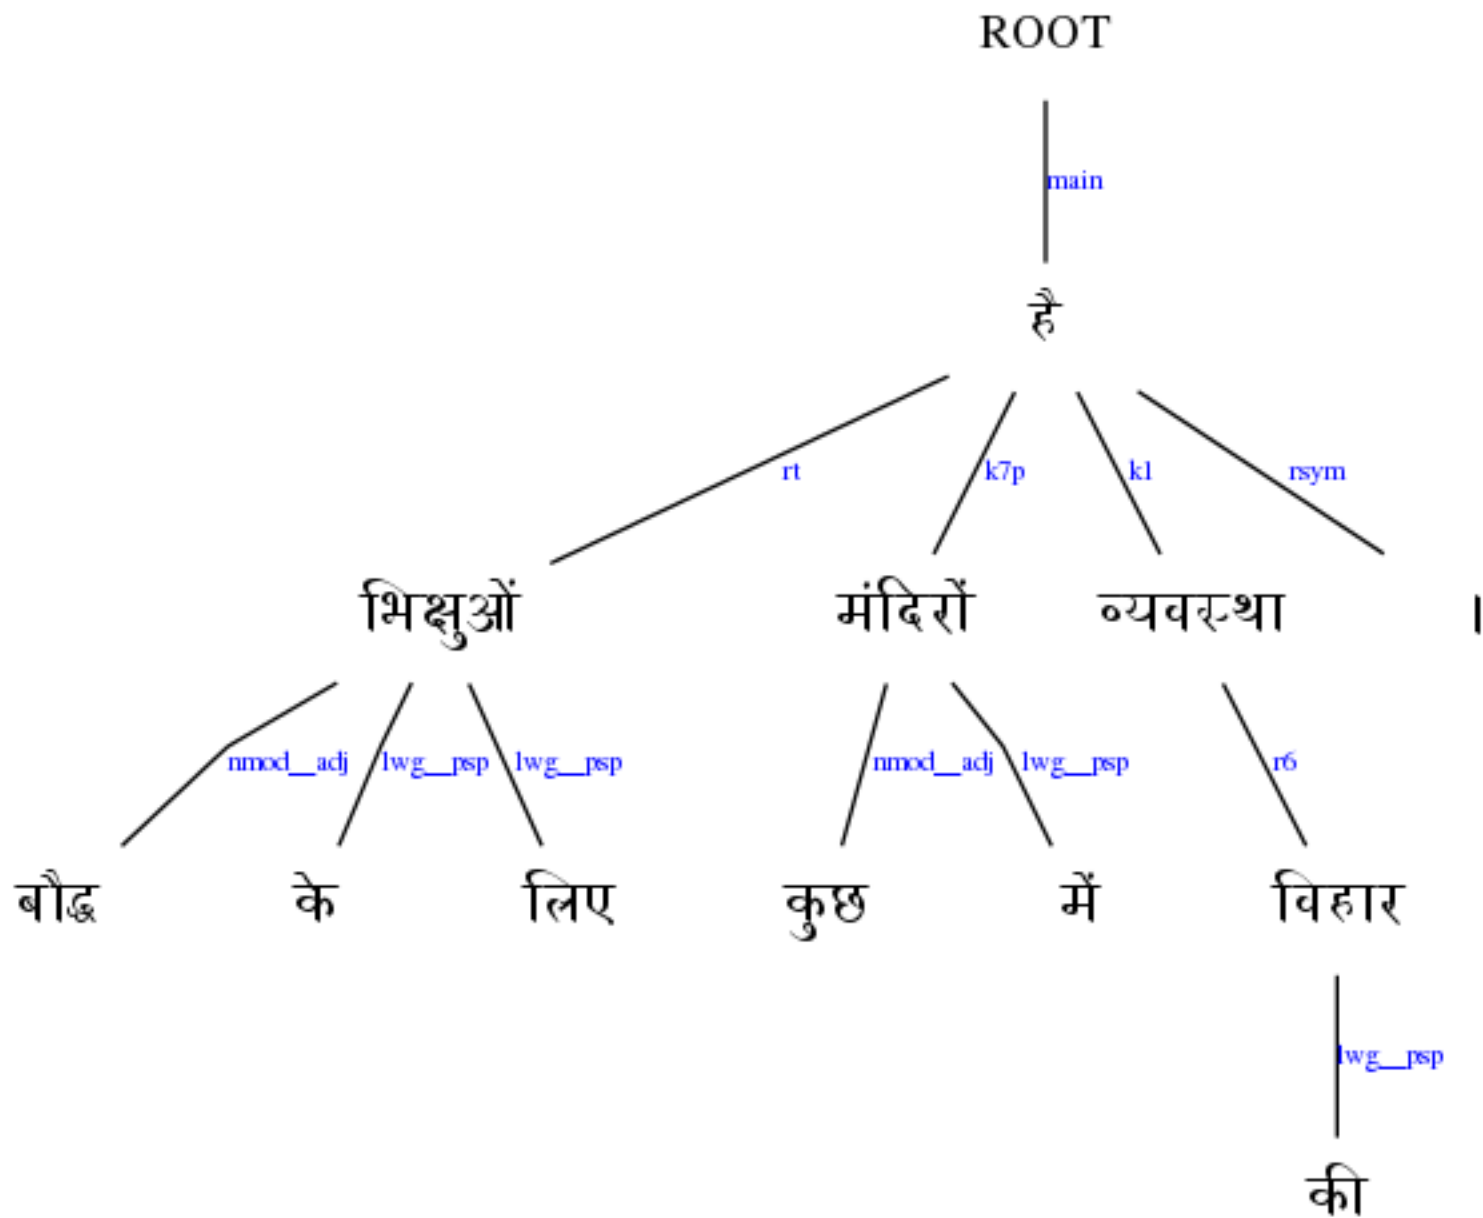 ROOT
main
है
rt k7p k1 rsym
भिक्षुओं मंदिरों व्यवस्था ।
nmod__adj lwg__psp lwg__psp nmod__adj lwg__psp r6
बौद्ध के लिए कुछ में विहार
lwg__psp
की